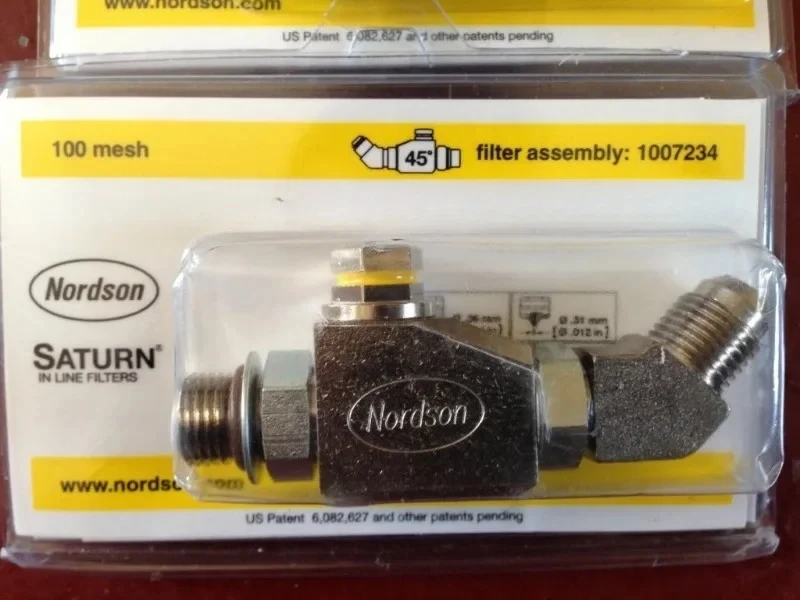 www.nordson.com
US Patent 6,082,627 and other patents pending
100 mesh
45°
filter assembly: 1007234
Nordson
Ø .31 mm
[Ø .012 in]
SATURN®
IN LINE FILTERS
Nordson
www.nordso com
US Patent 6,082,627 and other patents pending